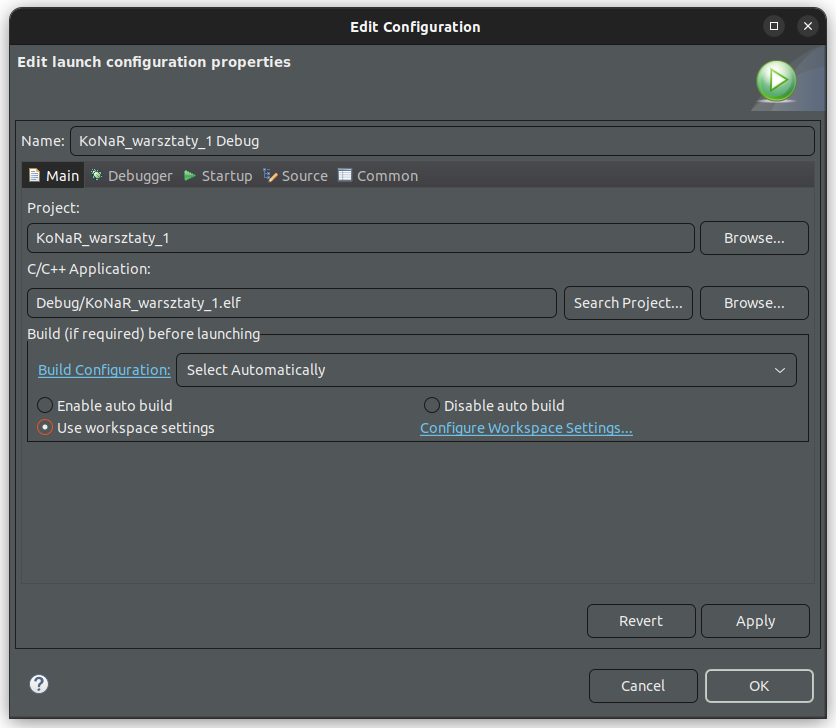 Edit Configuration
Edit launch configuration properties
Name: KoNaR_warsztaty_1 Debug
Main Debugger Startup Source Common
Project:
KoNaR_warsztaty_1 Browse...
C/C++ Application:
Debug/KoNaR_warsztaty_1.elf Search Project... Browse...
Build (if required) before launching
Build Configuration: Select Automatically
Enable auto build Disable auto build
Use workspace settings Configure Workspace Settings...
Revert Apply
? Cancel OK